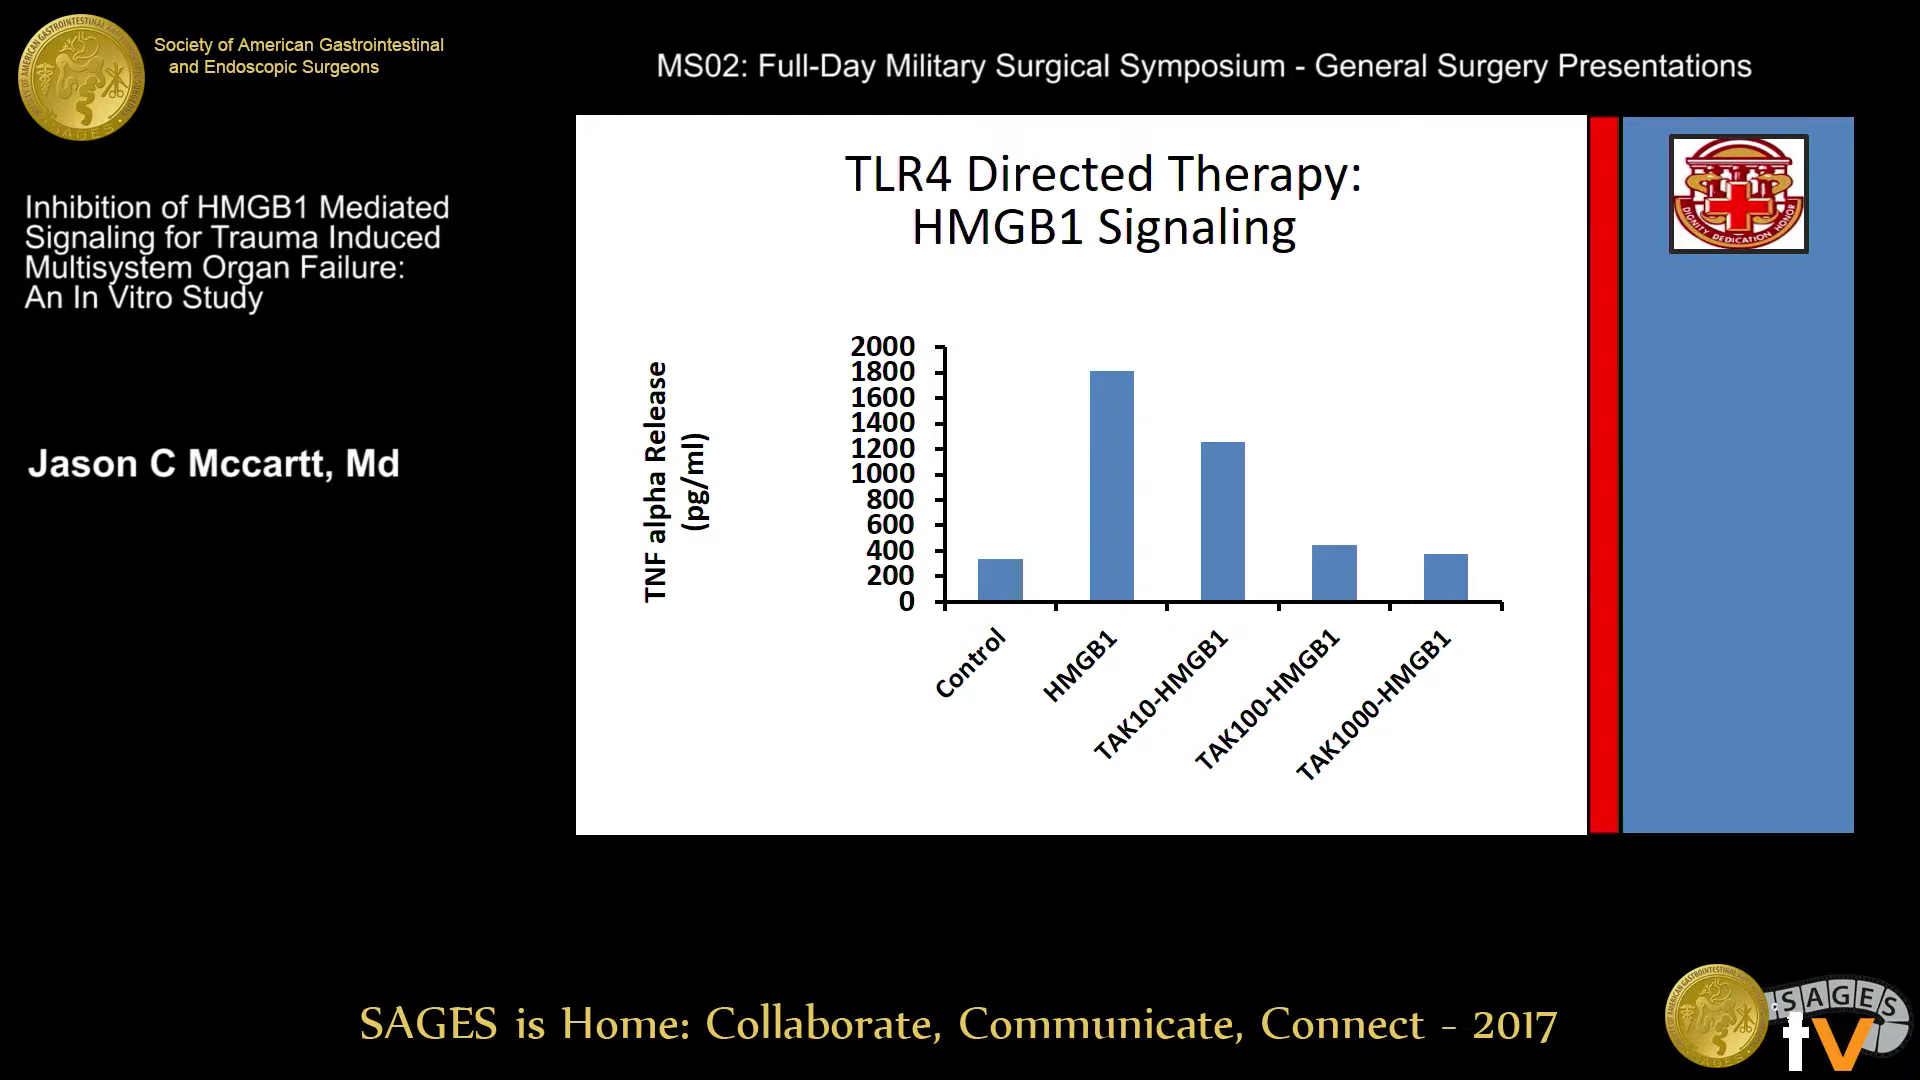 Society of American Gastrointestinal
and Endoscopic Surgeons
MS02: Full-Day Military Surgical Symposium - General Surgery Presentations
Inhibition of HMGB1 Mediated
Signaling for Trauma Induced
Multisystem Organ Failure:
An In Vitro Study
Jason C Mccartt, Md
TLR4 Directed Therapy:
HMGB1 Signaling
TNF alpha Release
(pg/ml)
2000
1800
1600
1400
1200
1000
800
600
400
200
0
Control
HMGB1
TAK10-HMGB1
TAK100-HMGB1
TAK1000-HMGB1
DIGNITY DEDICATION HONOR
SAGES is Home: Collaborate, Communicate, Connect - 2017
SAGES
tv